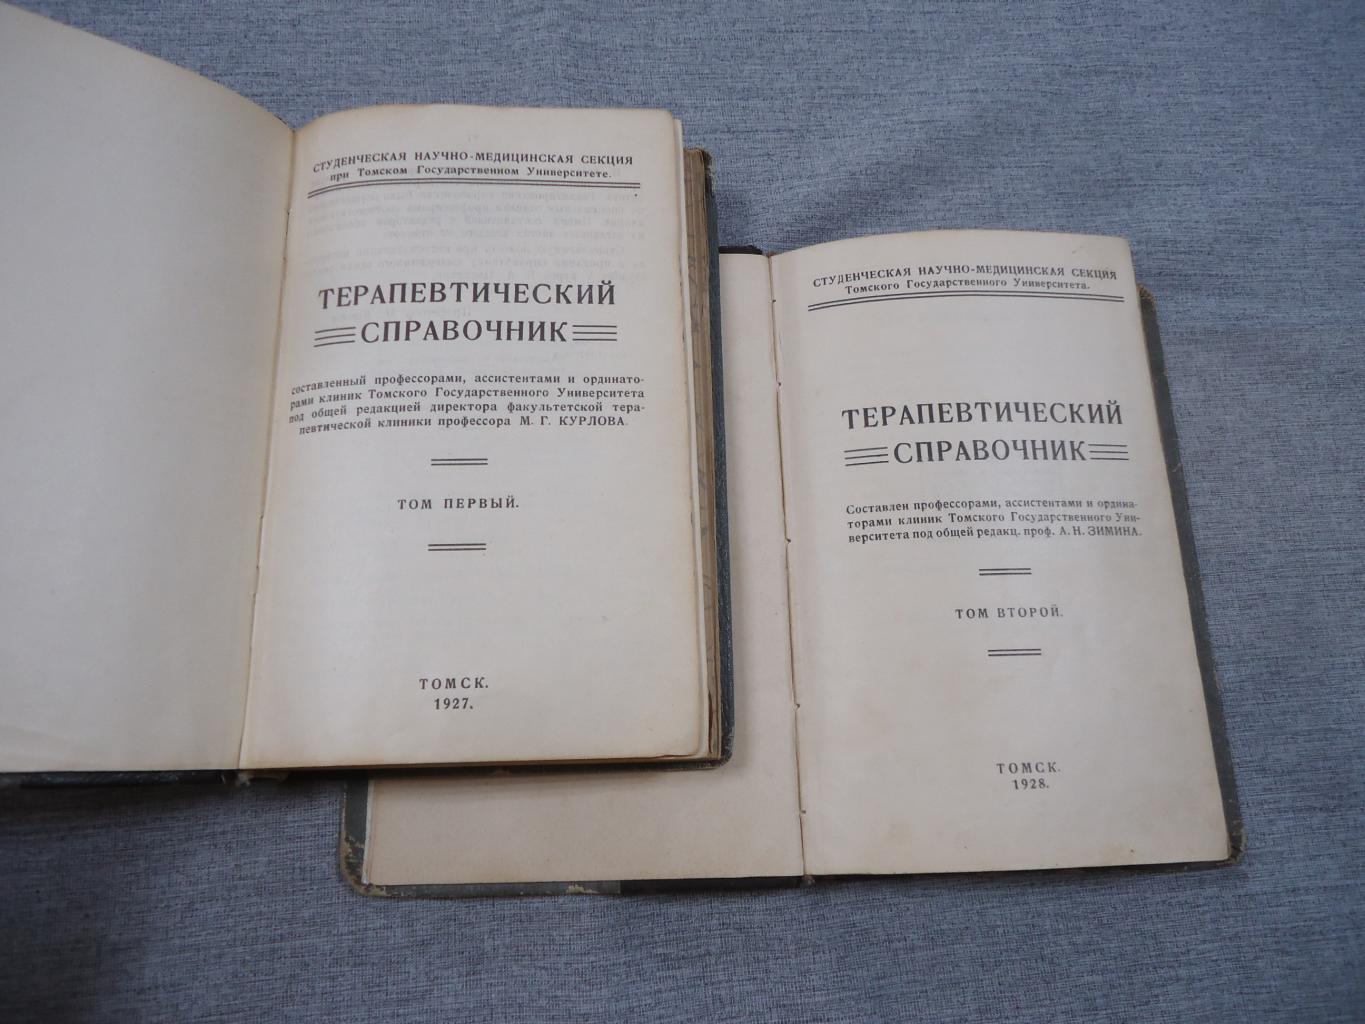 СТУДЕНЧЕСКАЯ НАУЧНО-МЕДИЦИНСКАЯ СЕКЦИЯ
при Томском Государственном Университете.
ТЕРАПЕВТИЧЕСКИЙ
СПРАВОЧНИК
составленный профессорами, ассистентами и ординато-
рами клиник Томского Государственного Университета
под общей редакцией директора факультетской тера-
певтической клиники профессора М. Г. КУРЛОВА.
ТОМ ПЕРВЫЙ.
ТОМСК.
1927.
СТУДЕНЧЕСКАЯ НАУЧНО-МЕДИЦИНСКАЯ СЕКЦИЯ
Томского Государственного Университета.
ТЕРАПЕВТИЧЕСКИЙ
СПРАВОЧНИК
Составлен профессорами, ассистентами и ордина-
торами клиник Томского Государственного Уни-
верситета под общей редакц. проф. А. Н. ЗИМИНА.
ТОМ ВТОРОЙ.
ТОМСК.
1928.